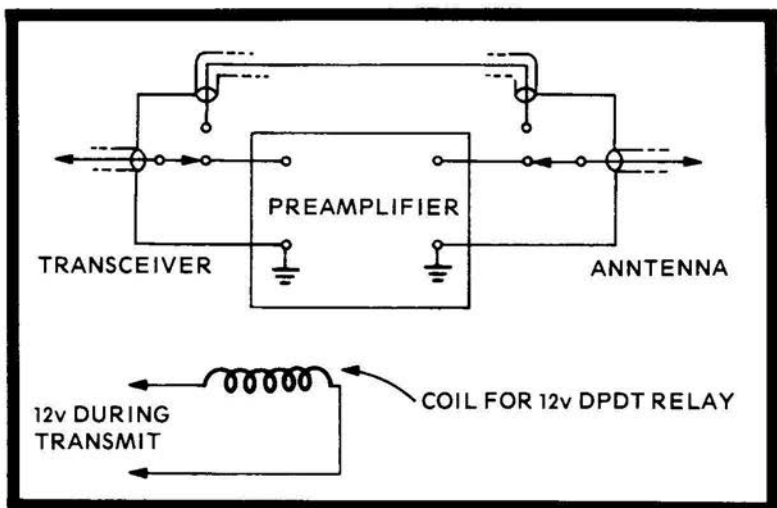 PREAMPLIFIER
TRANSCEIVER
ANNTENNA
12v DURING
TRANSMIT
COIL FOR 12v DPDT RELAY